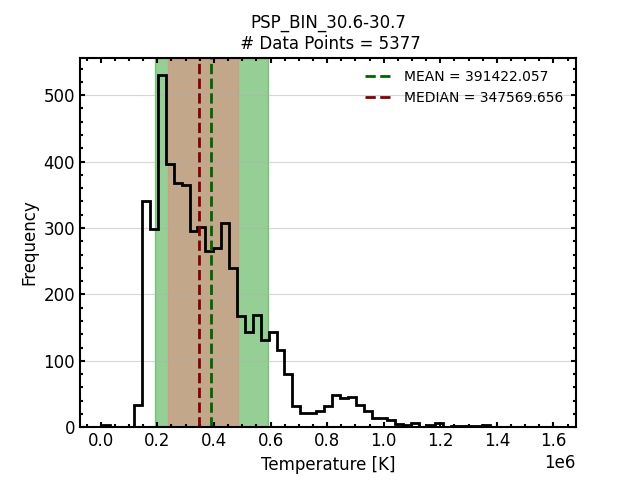 PSP_BIN_30.6-30.7
# Data Points = 5377
MEAN = 391422.057
MEDIAN = 347569.656
Frequency
500
400
300
200
100
0
0.0 0.2 0.4 0.6 0.8 1.0 1.2 1.4 1.6
1e6
Temperature [K]